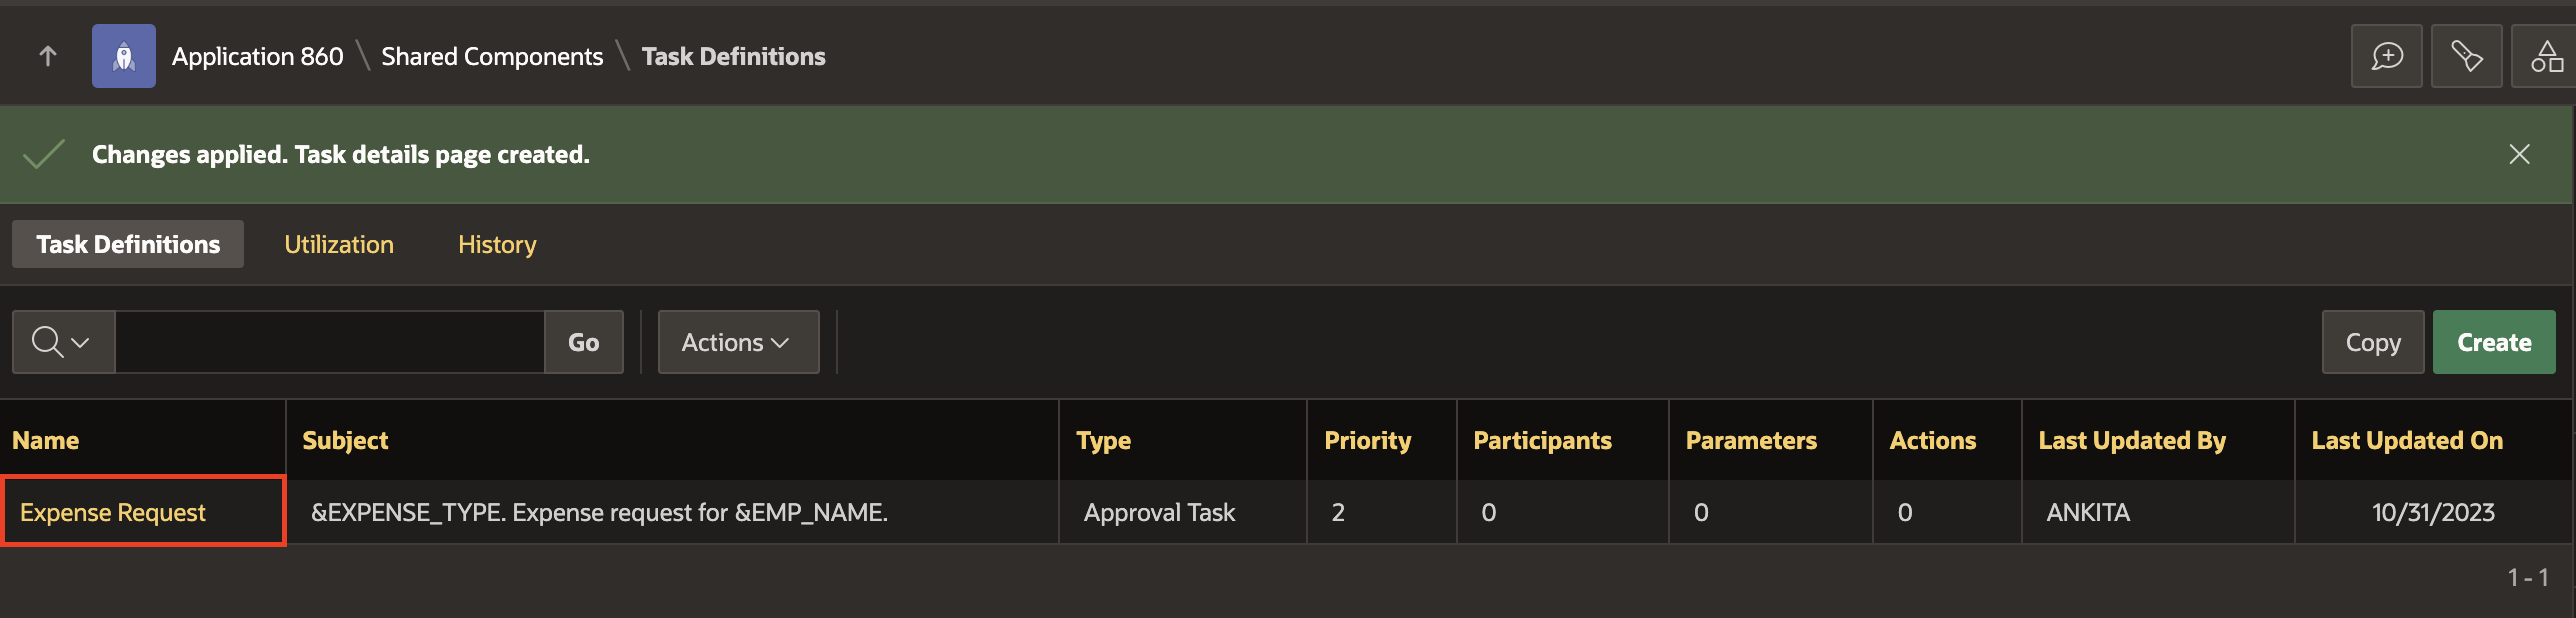 Application 860 \ Shared Components \ Task Definitions
Changes applied. Task details page created.
Task Definitions Utilization History
Go Actions Copy Create
Name Subject Type Priority Participants Parameters Actions Last Updated By Last Updated On
Expense Request &EXPENSE_TYPE. Expense request for &EMP_NAME. Approval Task 2 0 0 0 ANKITA 10/31/2023
1 - 1